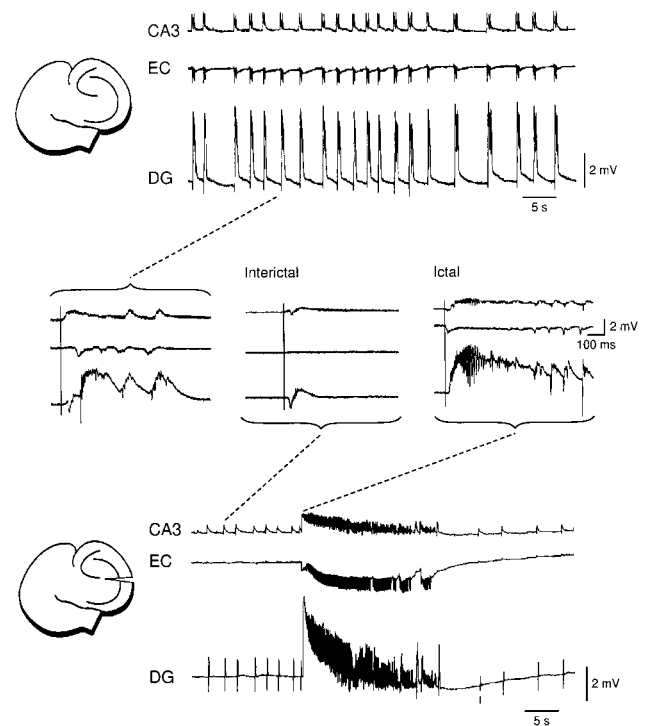 CA3
EC
DG
2 mV
5 s
Interictal
Ictal
2 mV
100 ms
CA3
EC
DG
2 mV
5 s